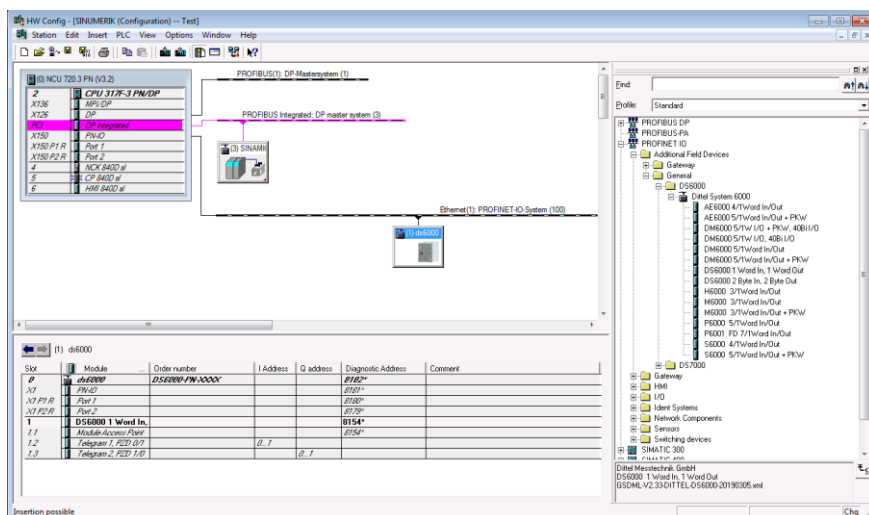 HW Config - [SINUMERIK (Configuration) -- Test]
Station Edit Insert PLC View Options Window Help
(0) NCU 720.3 PN (V3.2)
2 CPU 317F-3 PN/DP
X136 MPI/DP
X126 DP
PCI DP Integrated
X150 PN-IO
X150 P1 R Port 1
X150 P2 R Port 2
4 NCK 840D sl
5 CP 840D sl
6 HMI 840D sl
PROFIBUS(1): DP-Mastersystem (1)
PROFIBUS Integrated: DP master system (3)
(3) SINAMIK
Ethernet(1): PROFINET-IO-System (100)
(1) ds6000
Find:
Profile: Standard
PROFIBUS DP
PROFIBUS-PA
PROFINET IO
Additional Field Devices
Gateway
General
DS6000
Dittel System 6000
AE6000 4/1Word In/Out
AE6000 5/1Word In/Out + PKW
DM6000 5/1W I/O + PKW, 40Bi I/O
DM6000 5/1W I/O, 40Bi I/O
DM6000 5/1Word In/Out
DM6000 5/1Word In/Out + PKW
DS6000 1 Word In, 1 Word Out
DS6000 2 Byte In, 2 Byte Out
H6000 3/1Word In/Out
M6000 3/1Word In/Out
M6000 3/1Word In/Out + PKW
P6000 5/1Word In/Out
P6001 FD 7/1Word In/Out
S6000 4/1Word In/Out
S6000 5/1Word In/Out + PKW
DS7000
Gateway
HMI
I/O
Ident Systems
Network Components
Sensors
Switching devices
SIMATIC 300
SIMATIC 400
(1) ds6000
Slot Module ... Order number I Address Q address Diagnostic Address Comment
0 ds6000 DS6000-PN-XXXX 8182*
X1 PN-IO 8181*
X1 P1 R Port 1 8180*
X1 P2 R Port 2 8179*
1 DS6000 1 Word In, 8154*
1.1 Module Access Point 8154*
1.2 Telegram 1, PZD 0/1 0...1
1.3 Telegram 2, PZD 1/0 0...1
Dittel Messtechnik GmbH
DS6000 1 Word In, 1 Word Out
GSDML-V2.33-DITTEL-DS6000-20190305.xml
Insertion possible
Chg